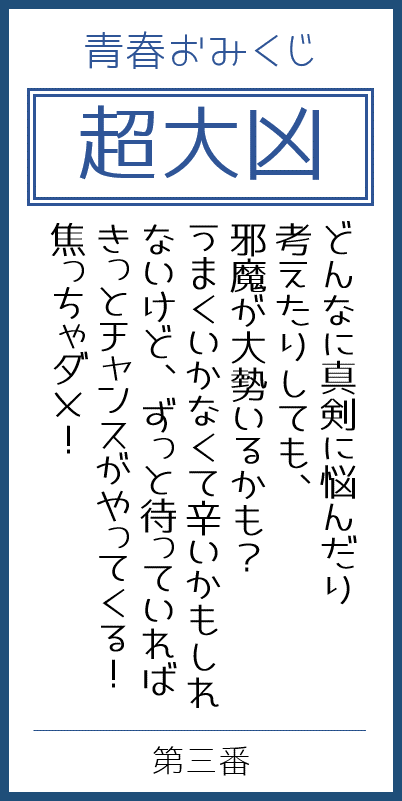 青春おみくじ
超大凶
どんなに真剣に悩んだり
考えたりしても、
邪魔が大勢いるかも？
うまくいかなくて辛いかもしれ
ないけど、ずっと待っていれば
きっとチャンスがやってくる！
焦っちゃダメ！
第三番